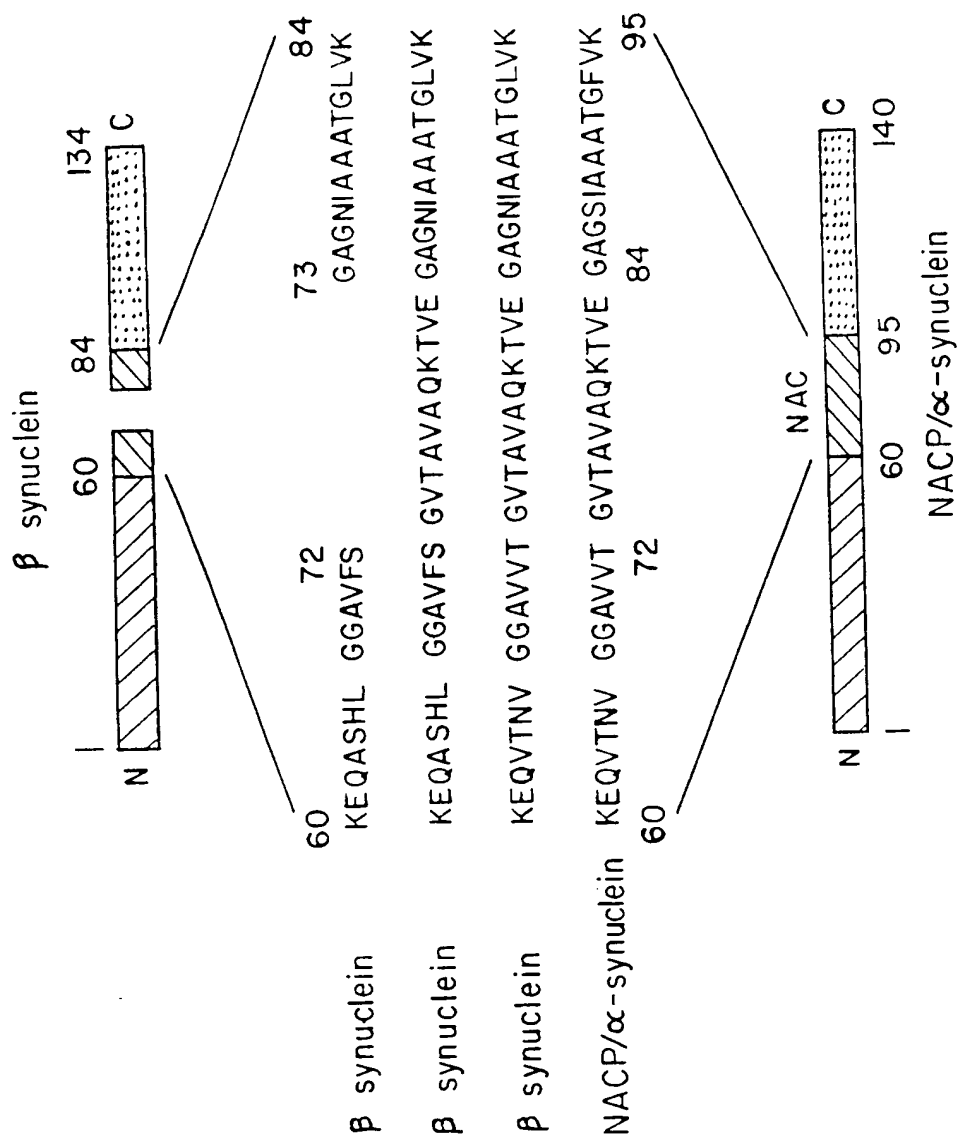 β synuclein
1 60 84 134
N C
60 72 73 84
β synuclein KEQASHL GGAVFS GAGNIAAATGLVK
β synuclein KEQASHL GGAVFS GVTAVAQKTVE GAGNIAAATGLVK
β synuclein KEQVTNV GGAVVT GVTAVAQKTVE GAGNIAAATGLVK
NACP/α-synuclein KEQVTNV GGAVVT GVTAVAQKTVE GAGSIAAATGFVK
60 72 84 95
NAC
N C
1 60 95 140
NACP/α-synuclein